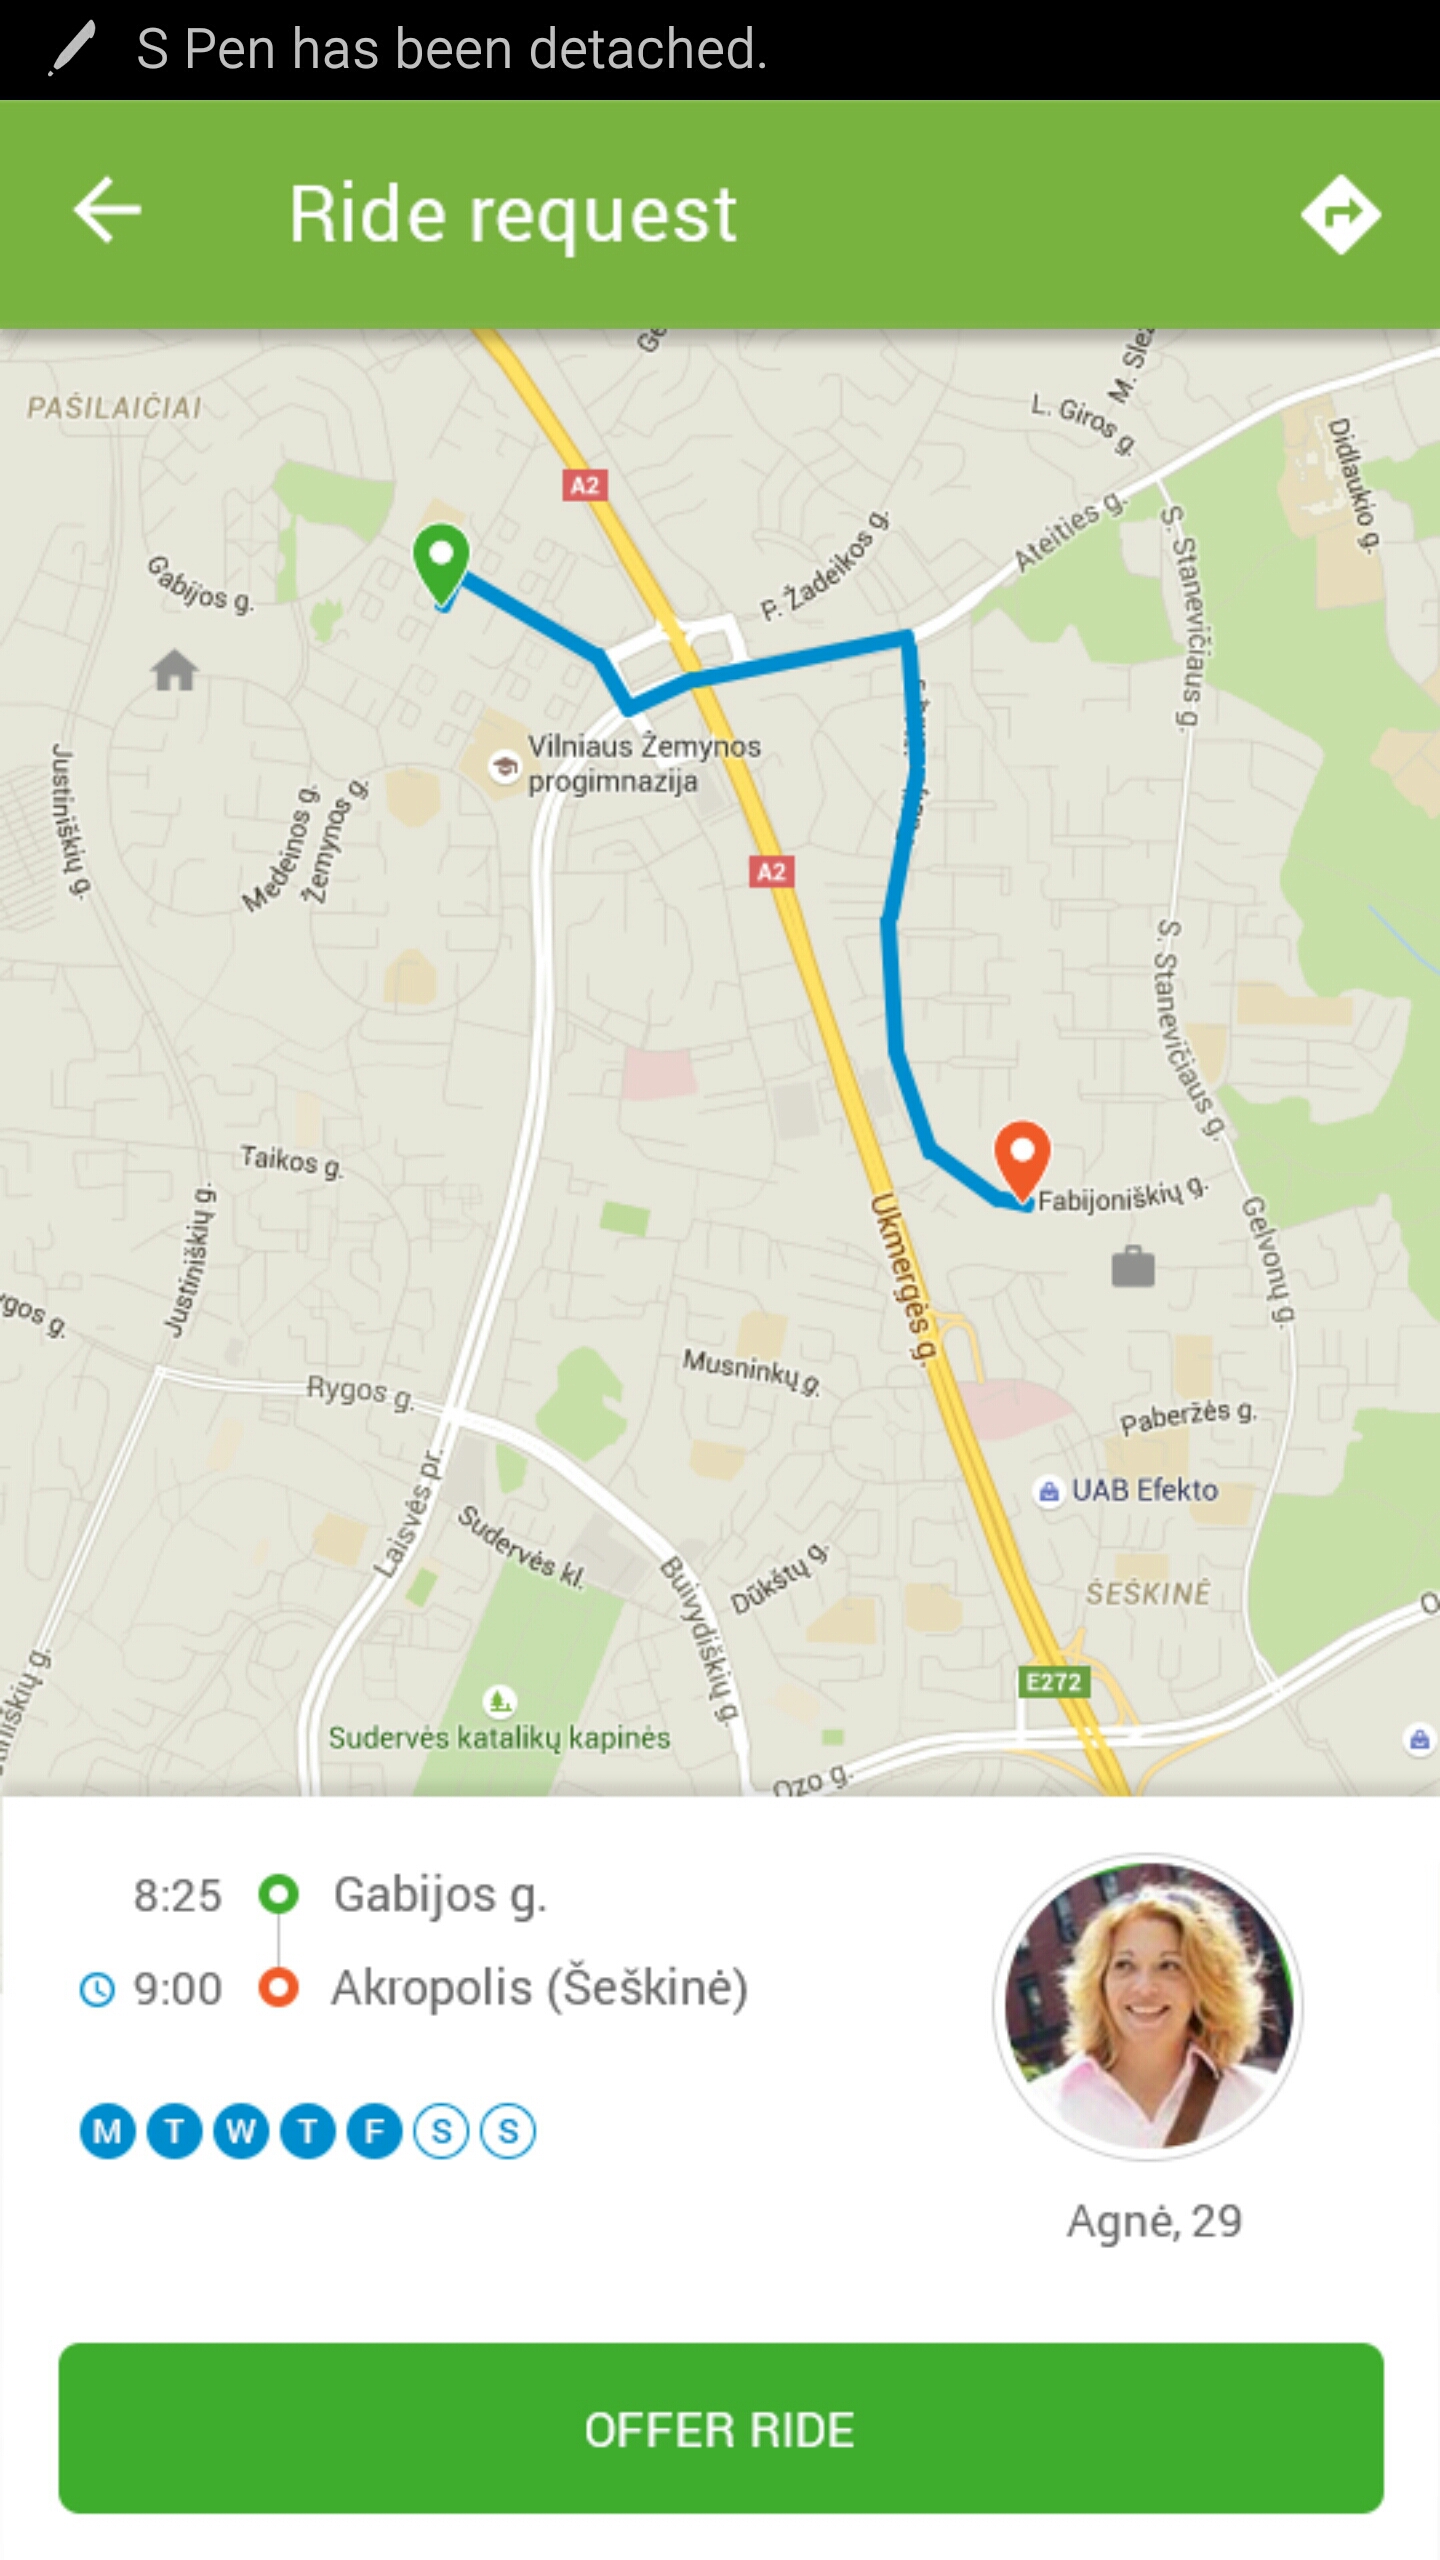 S Pen has been detached.
Ride request
PAŠILAIČIAI
L. Giros g.
Didlaukio g.
A2
Ateities g.
F. Žadeikos g.
S. Stanevičiaus g.
Gabijos g.
Vilniaus Žemynos
progimnazija
Justiniškių g.
Medeinos g.
Žemynos g.
A2
S. Stanevičiaus g.
Taikos g.
Justiniškių g.
Fabijoniškių g.
Ukmergės g.
Gelvonų g.
Musninkų g.
Rygos g.
Paberžės g.
UAB Efekto
Laisvės pr.
Sudervės kl.
Buivydiškių g.
Dūkštų g.
ŠEŠKINĖ
E272
Sudervės katalikų kapinės
Ozo g.
8:25 Gabijos g.
9:00 Akropolis (Šeškinė)
M T W T F S S
Agnė, 29
OFFER RIDE